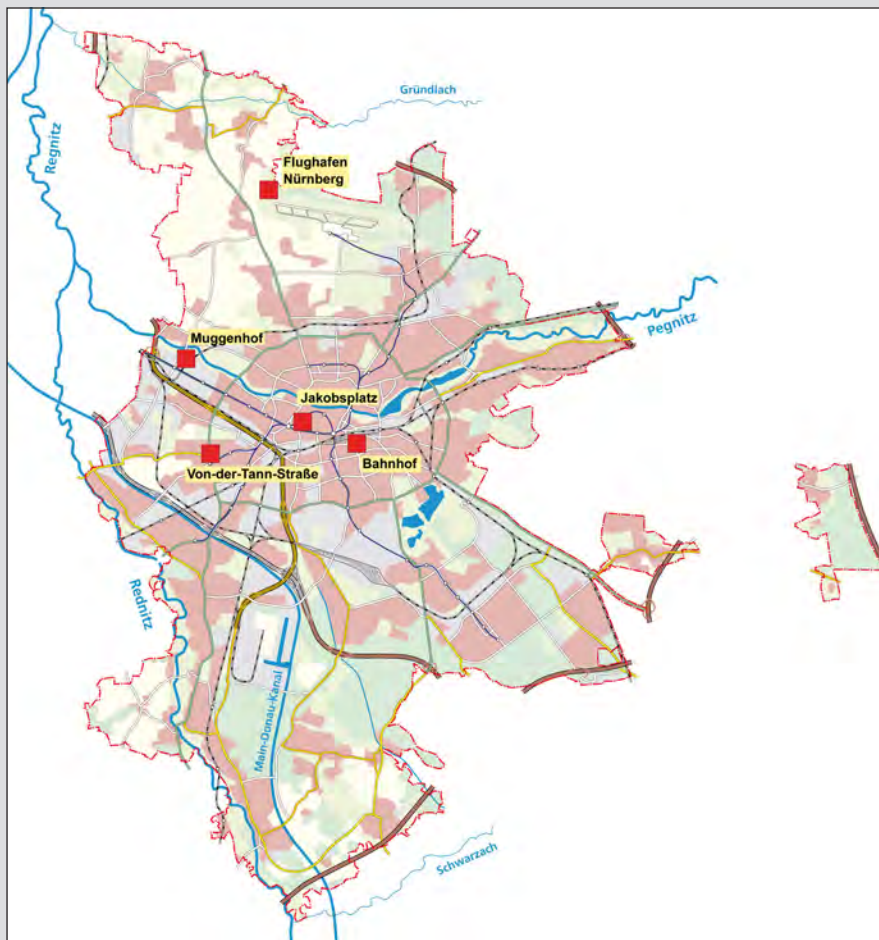 Gründlach
Regnitz
Flughafen
Nürnberg
Pegnitz
Muggenhof
Jakobsplatz
Bahnhof
Von-der-Tann-Straße
Rednitz
Main-Donau-Kanal
Schwarzach